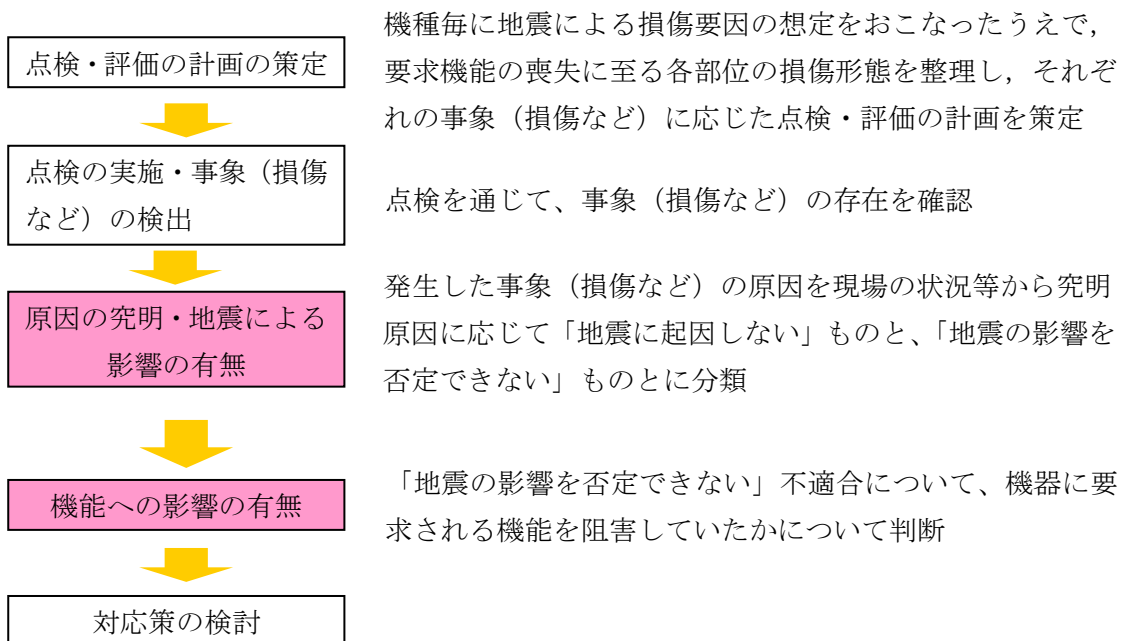 点検・評価の計画の策定
機種毎に地震による損傷要因の想定をおこなったうえで，
要求機能の喪失に至る各部位の損傷形態を整理し，それぞ
れの事象（損傷など）に応じた点検・評価の計画を策定
点検の実施・事象（損傷
など）の検出
点検を通じて、事象（損傷など）の存在を確認
原因の究明・地震による
影響の有無
発生した事象（損傷など）の原因を現場の状況等から究明
原因に応じて「地震に起因しない」ものと、「地震の影響を
否定できない」ものとに分類
機能への影響の有無
「地震の影響を否定できない」不適合について、機器に要
求される機能を阻害していたかについて判断
対応策の検討